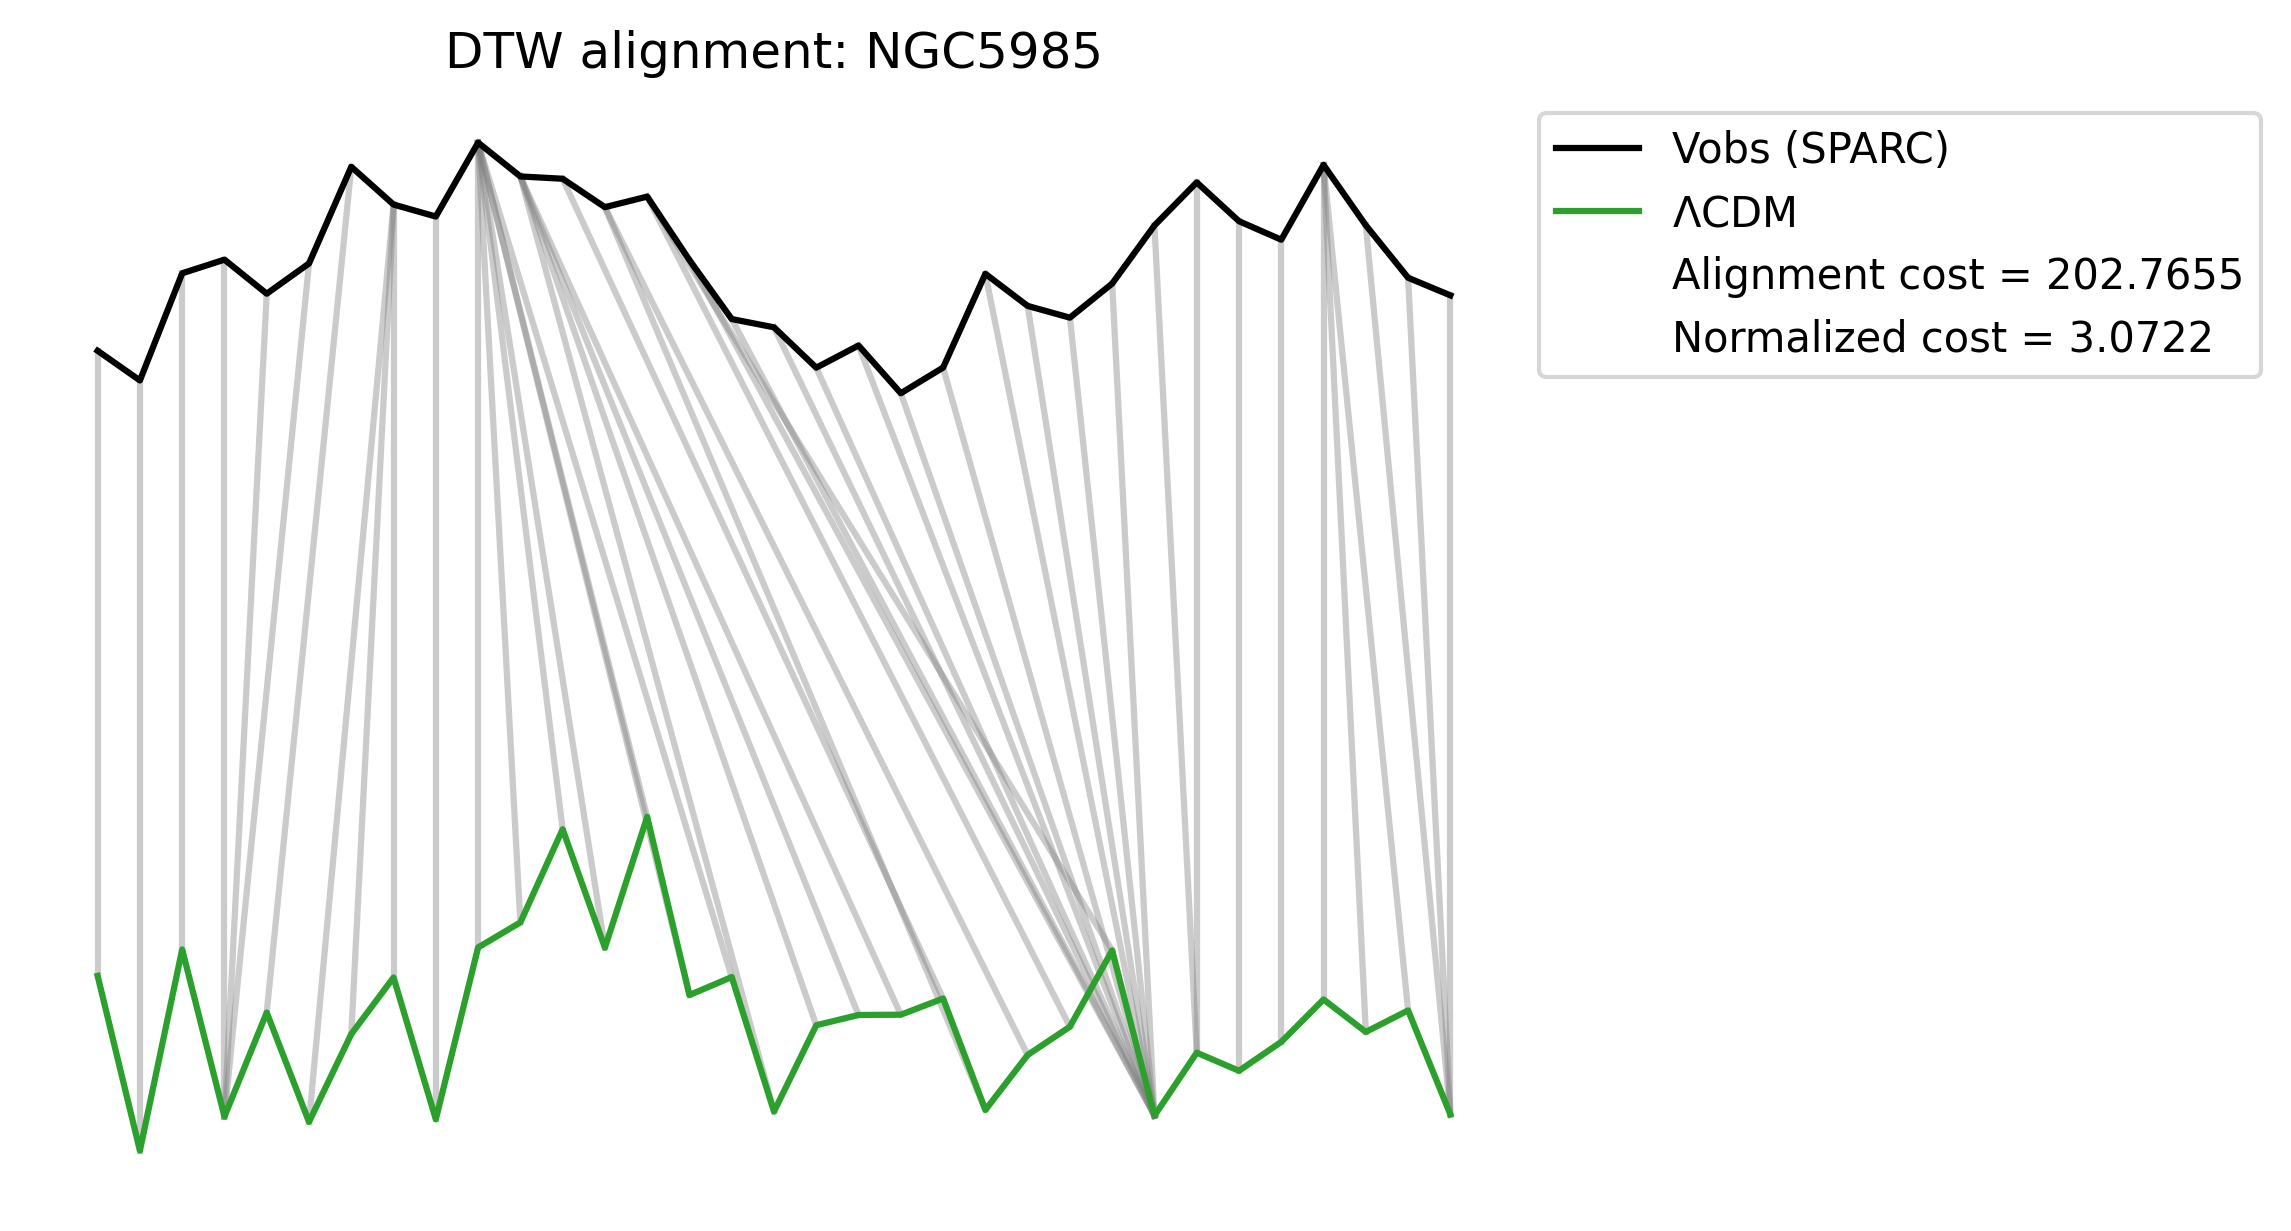 DTW alignment: NGC5985
Vobs (SPARC)
ΛCDM
Alignment cost = 202.7655
Normalized cost = 3.0722